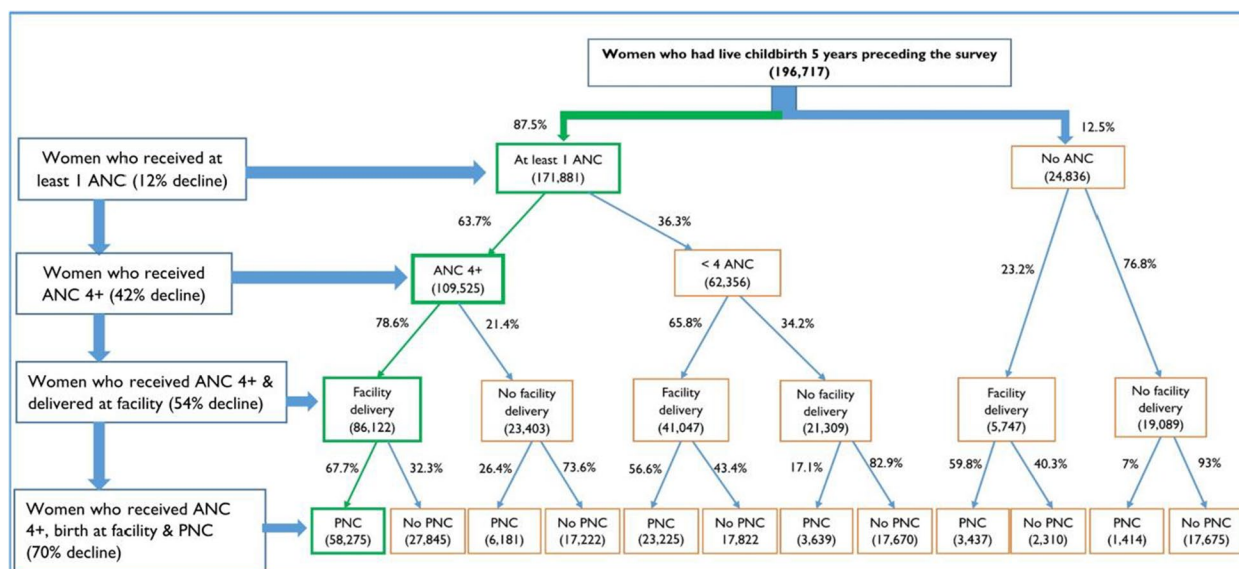 Women who had live childbirth 5 years preceding the survey
(196,717)
87.5%
12.5%
Women who received at
least 1 ANC (12% decline)
At least 1 ANC
(171,881)
No ANC
(24,836)
63.7%
36.3%
23.2%
76.8%
Women who received
ANC 4+ (42% decline)
ANC 4+
(109,525)
< 4 ANC
(62,356)
78.6%
21.4%
65.8%
34.2%
Women who received ANC 4+ &
delivered at facility (54% decline)
Facility
delivery
(86,122)
No facility
delivery
(23,403)
Facility
delivery
(41,047)
No facility
delivery
(21,309)
Facility
delivery
(5,747)
No facility
delivery
(19,089)
67.7%
32.3%
26.4%
73.6%
56.6%
43.4%
17.1%
82.9%
59.8%
40.3%
7%
93%
Women who received ANC
4+, birth at facility & PNC
(70% decline)
PNC
(58,275)
No PNC
(27,845)
PNC
(6,181)
No PNC
(17,222)
PNC
(23,225)
No PNC
17,822
PNC
(3,639)
No PNC
(17,670)
PNC
(3,437)
No PNC
(2,310)
PNC
(1,414)
No PNC
(17,675)